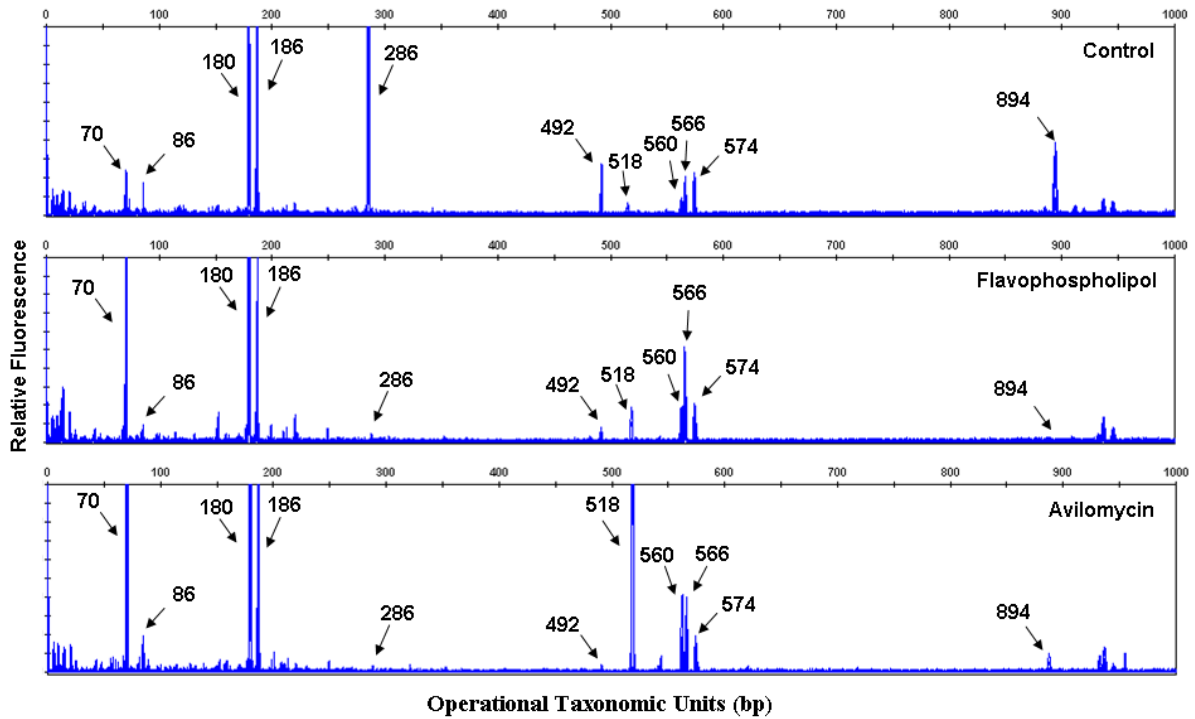 0 100 200 300 400 500 600 700 800 900 1000
Control
70 86 180 186 286 492 518 560 566 574 894
0 100 200 300 400 500 600 700 800 900 1000
Flavophospholipol
70 86 180 186 286 492 518 560 566 574 894
0 100 200 300 400 500 600 700 800 900 1000
Avilomycin
70 86 180 186 286 492 518 560 566 574 894
Relative Fluorescence
Operational Taxonomic Units (bp)